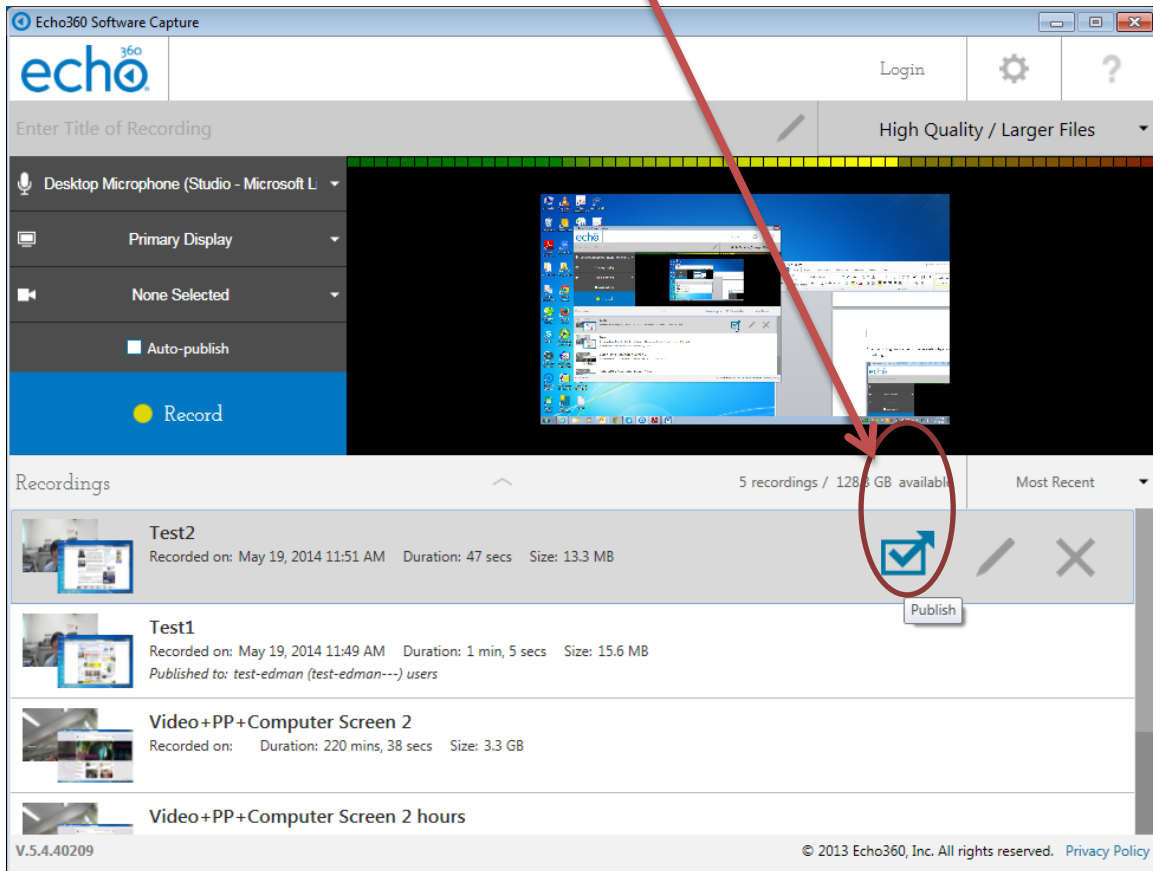 Echo360 Software Capture
echo360
Login
?
Enter Title of Recording
High Quality / Larger Files
Desktop Microphone (Studio - Microsoft Li
Primary Display
None Selected
Auto-publish
Record
Recordings
5 recordings / 128.3 GB available
Most Recent
Test2
Recorded on: May 19, 2014 11:51 AM Duration: 47 secs Size: 13.3 MB
Publish
Test1
Recorded on: May 19, 2014 11:49 AM Duration: 1 min, 5 secs Size: 15.6 MB
Published to: test-edman (test-edman---) users
Video+PP+Computer Screen 2
Recorded on: Duration: 220 mins, 38 secs Size: 3.3 GB
Video+PP+Computer Screen 2 hours
V.5.4.40209
© 2013 Echo360, Inc. All rights reserved. Privacy Policy